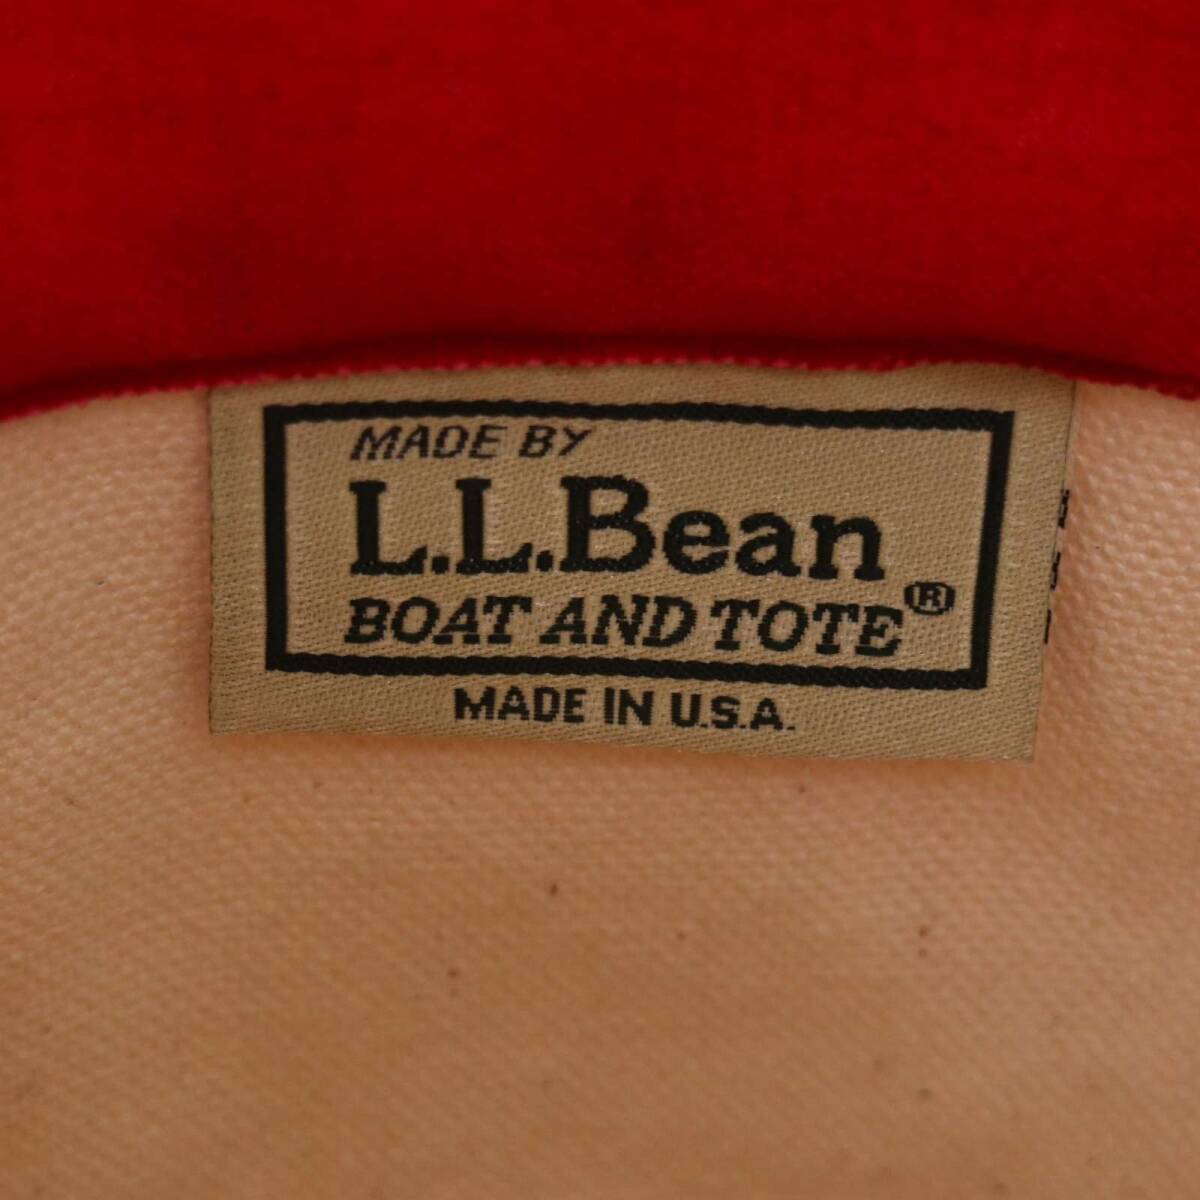 MADE BY
L.L.Bean
BOAT AND TOTE®
MADE IN U.S.A.